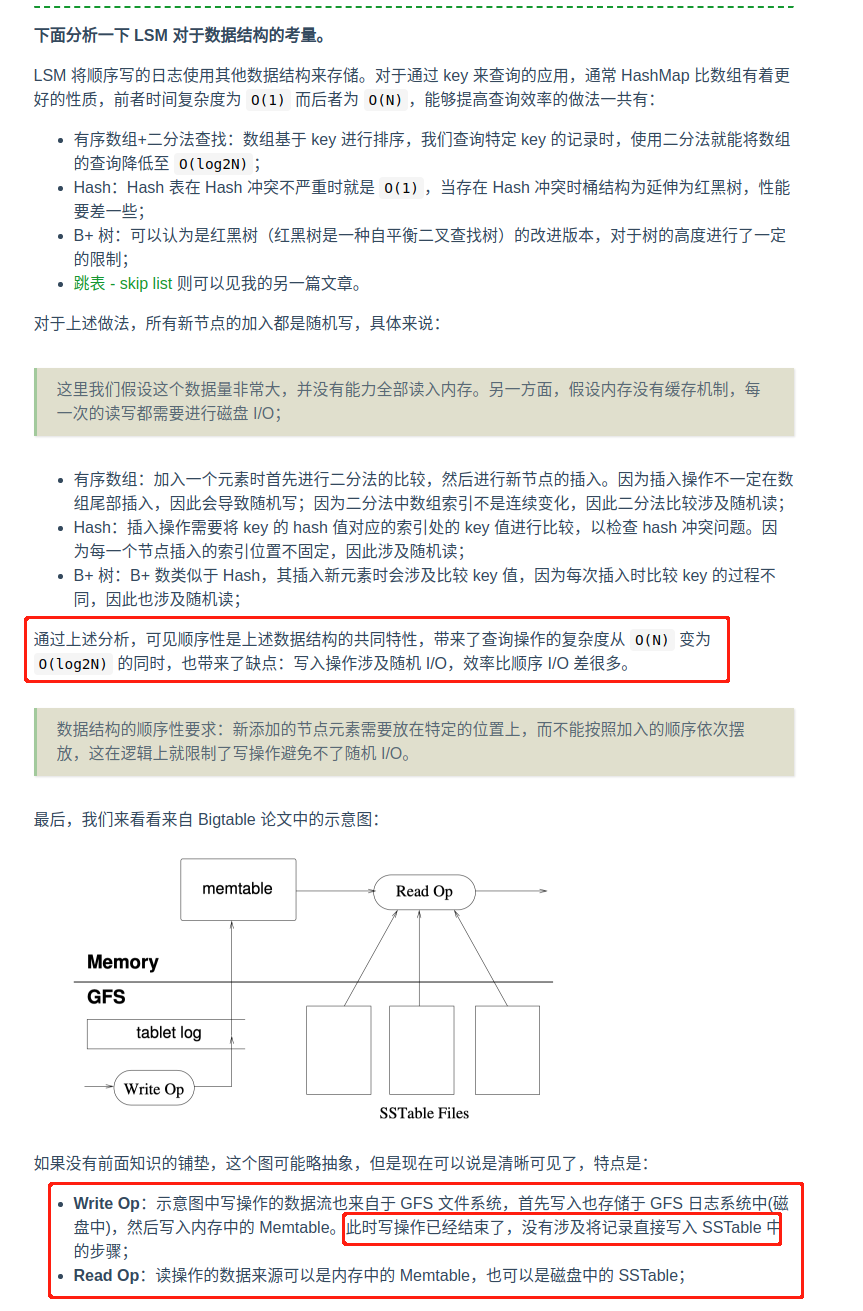 下面分析一下 LSM 对于数据结构的考量。
LSM 将顺序写的日志使用其他数据结构来存储。对于通过 key 来查询的应用，通常 HashMap 比数组有着更
好的性质，前者时间复杂度为 O(1) 而后者为 O(N) ，能够提高查询效率的做法一共有：
有序数组+二分法查找：数组基于 key 进行排序，我们查询特定 key 的记录时，使用二分法就能将数组
的查询降低至 O(log2N) ；
Hash：Hash 表在 Hash 冲突不严重时就是 O(1) ，当存在 Hash 冲突时桶结构为延伸为红黑树，性能
要差一些；
B+ 树：可以认为是红黑树（红黑树是一种自平衡二叉查找树）的改进版本，对于树的高度进行了一定
的限制；
跳表 - skip list 则可以见我的另一篇文章。
对于上述做法，所有新节点的加入都是随机写，具体来说：
这里我们假设这个数据量非常大，并没有能力全部读入内存。另一方面，假设内存没有缓存机制，每
一次的读写都需要进行磁盘 I/O；
有序数组：加入一个元素时首先进行二分法的比较，然后进行新节点的插入。因为插入操作不一定在数
组尾部插入，因此会导致随机写；因为二分法中数组索引不是连续变化，因此二分法比较涉及随机读；
Hash：插入操作需要将 key 的 hash 值对应的索引处的 key 值进行比较，以检查 hash 冲突问题。因
为每一个节点插入的索引位置不固定，因此涉及随机读；
B+ 树：B+ 数类似于 Hash，其插入新元素时会涉及比较 key 值，因为每次插入时比较 key 的过程不
同，因此也涉及随机读；
通过上述分析，可见顺序性是上述数据结构的共同特性，带来了查询操作的复杂度从 O(N) 变为
O(log2N) 的同时，也带来了缺点：写入操作涉及随机 I/O，效率比顺序 I/O 差很多。
数据结构的顺序性要求：新添加的节点元素需要放在特定的位置上，而不能按照加入的顺序依次摆
放，这在逻辑上就限制了写操作避免不了随机 I/O。
最后，我们来看看来自 Bigtable 论文中的示意图：
memtable
Read Op
Memory
GFS
tablet log
Write Op
SSTable Files
如果没有前面知识的铺垫，这个图可能略抽象，但是现在可以说是清晰可见了，特点是：
Write Op：示意图中写操作的数据流也来自于 GFS 文件系统，首先写入也存储于 GFS 日志系统中(磁
盘中)，然后写入内存中的 Memtable。此时写操作已经结束了，没有涉及将记录直接写入 SSTable 中
的步骤；
Read Op：读操作的数据来源可以是内存中的 Memtable，也可以是磁盘中的 SSTable；